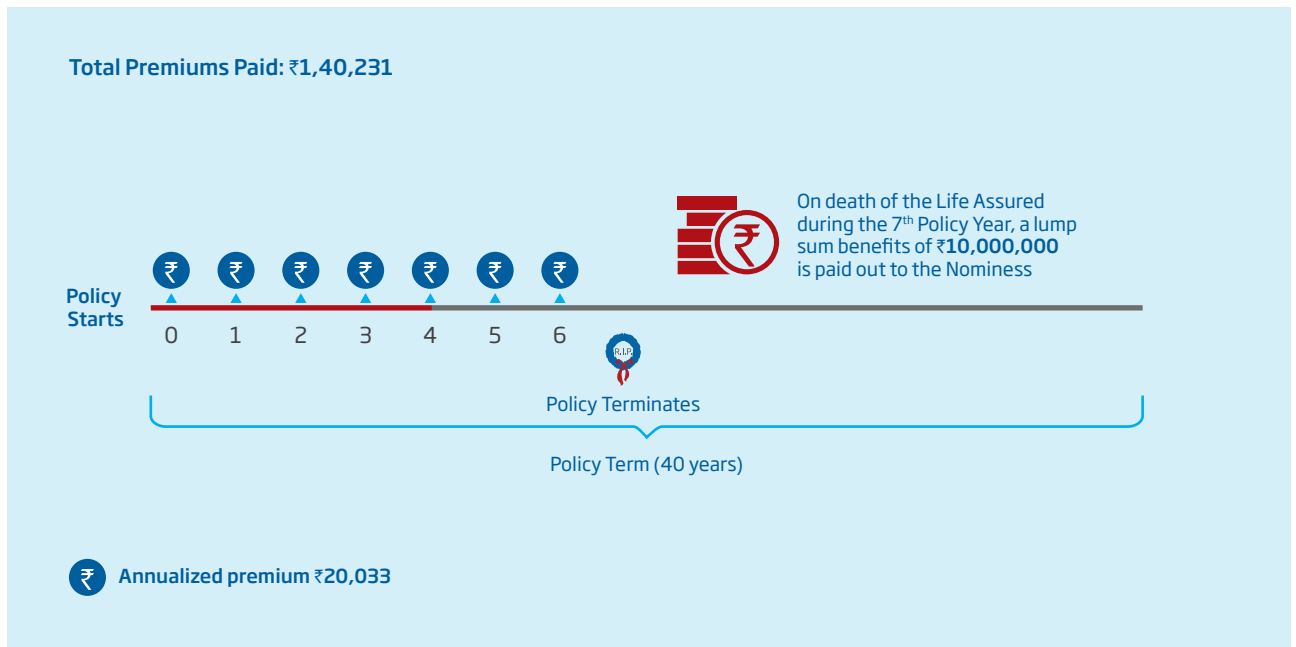 Total Premiums Paid: ₹1,40,231
On death of the Life Assured
during the 7th Policy Year, a lump
sum benefits of ₹10,000,000
is paid out to the Nominess
₹ ₹ ₹ ₹ ₹ ₹ ₹ ₹
Policy
Starts
0 1 2 3 4 5 6
R.I.P.
Policy Terminates
Policy Term (40 years)
₹ Annualized premium ₹20,033